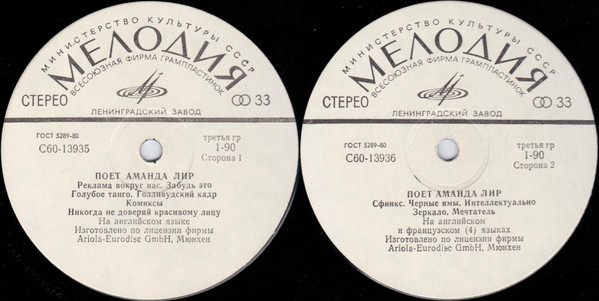 МИНИСТЕРСТВО КУЛЬТУРЫ СССР
МЕЛОДИЯ
ВСЕСОЮЗНАЯ ФИРМА ГРАМПЛАСТИНОК
СТЕРЕО
33
ЛЕНИНГРАДСКИЙ ЗАВОД
ГОСТ 5289-80
третья гр
С60-13935
1-90
Сторона 1
ПОЕТ АМАНДА ЛИР
Реклама вокруг нас. Забудь это
Голубое танго. Голливудский кадр
Комиксы
Никогда не доверяй красивому лицу
На английском языке
Изготовлено по лицензии фирмы
Ariola-Eurodisc GmbH, Мюнхен
МИНИСТЕРСТВО КУЛЬТУРЫ СССР
МЕЛОДИЯ
ВСЕСОЮЗНАЯ ФИРМА ГРАМПЛАСТИНОК
СТЕРЕО
33
ЛЕНИНГРАДСКИЙ ЗАВОД
ГОСТ 5289-80
третья гр
С60-13936
1-90
Сторона 2
ПОЕТ АМАНДА ЛИР
Сфинкс. Черные ямы. Интеллектуально
Зеркало. Мечтатель
На английском
и французском (4) языках
Изготовлено по лицензии фирмы
Ariola-Eurodisc GmbH, Мюнхен